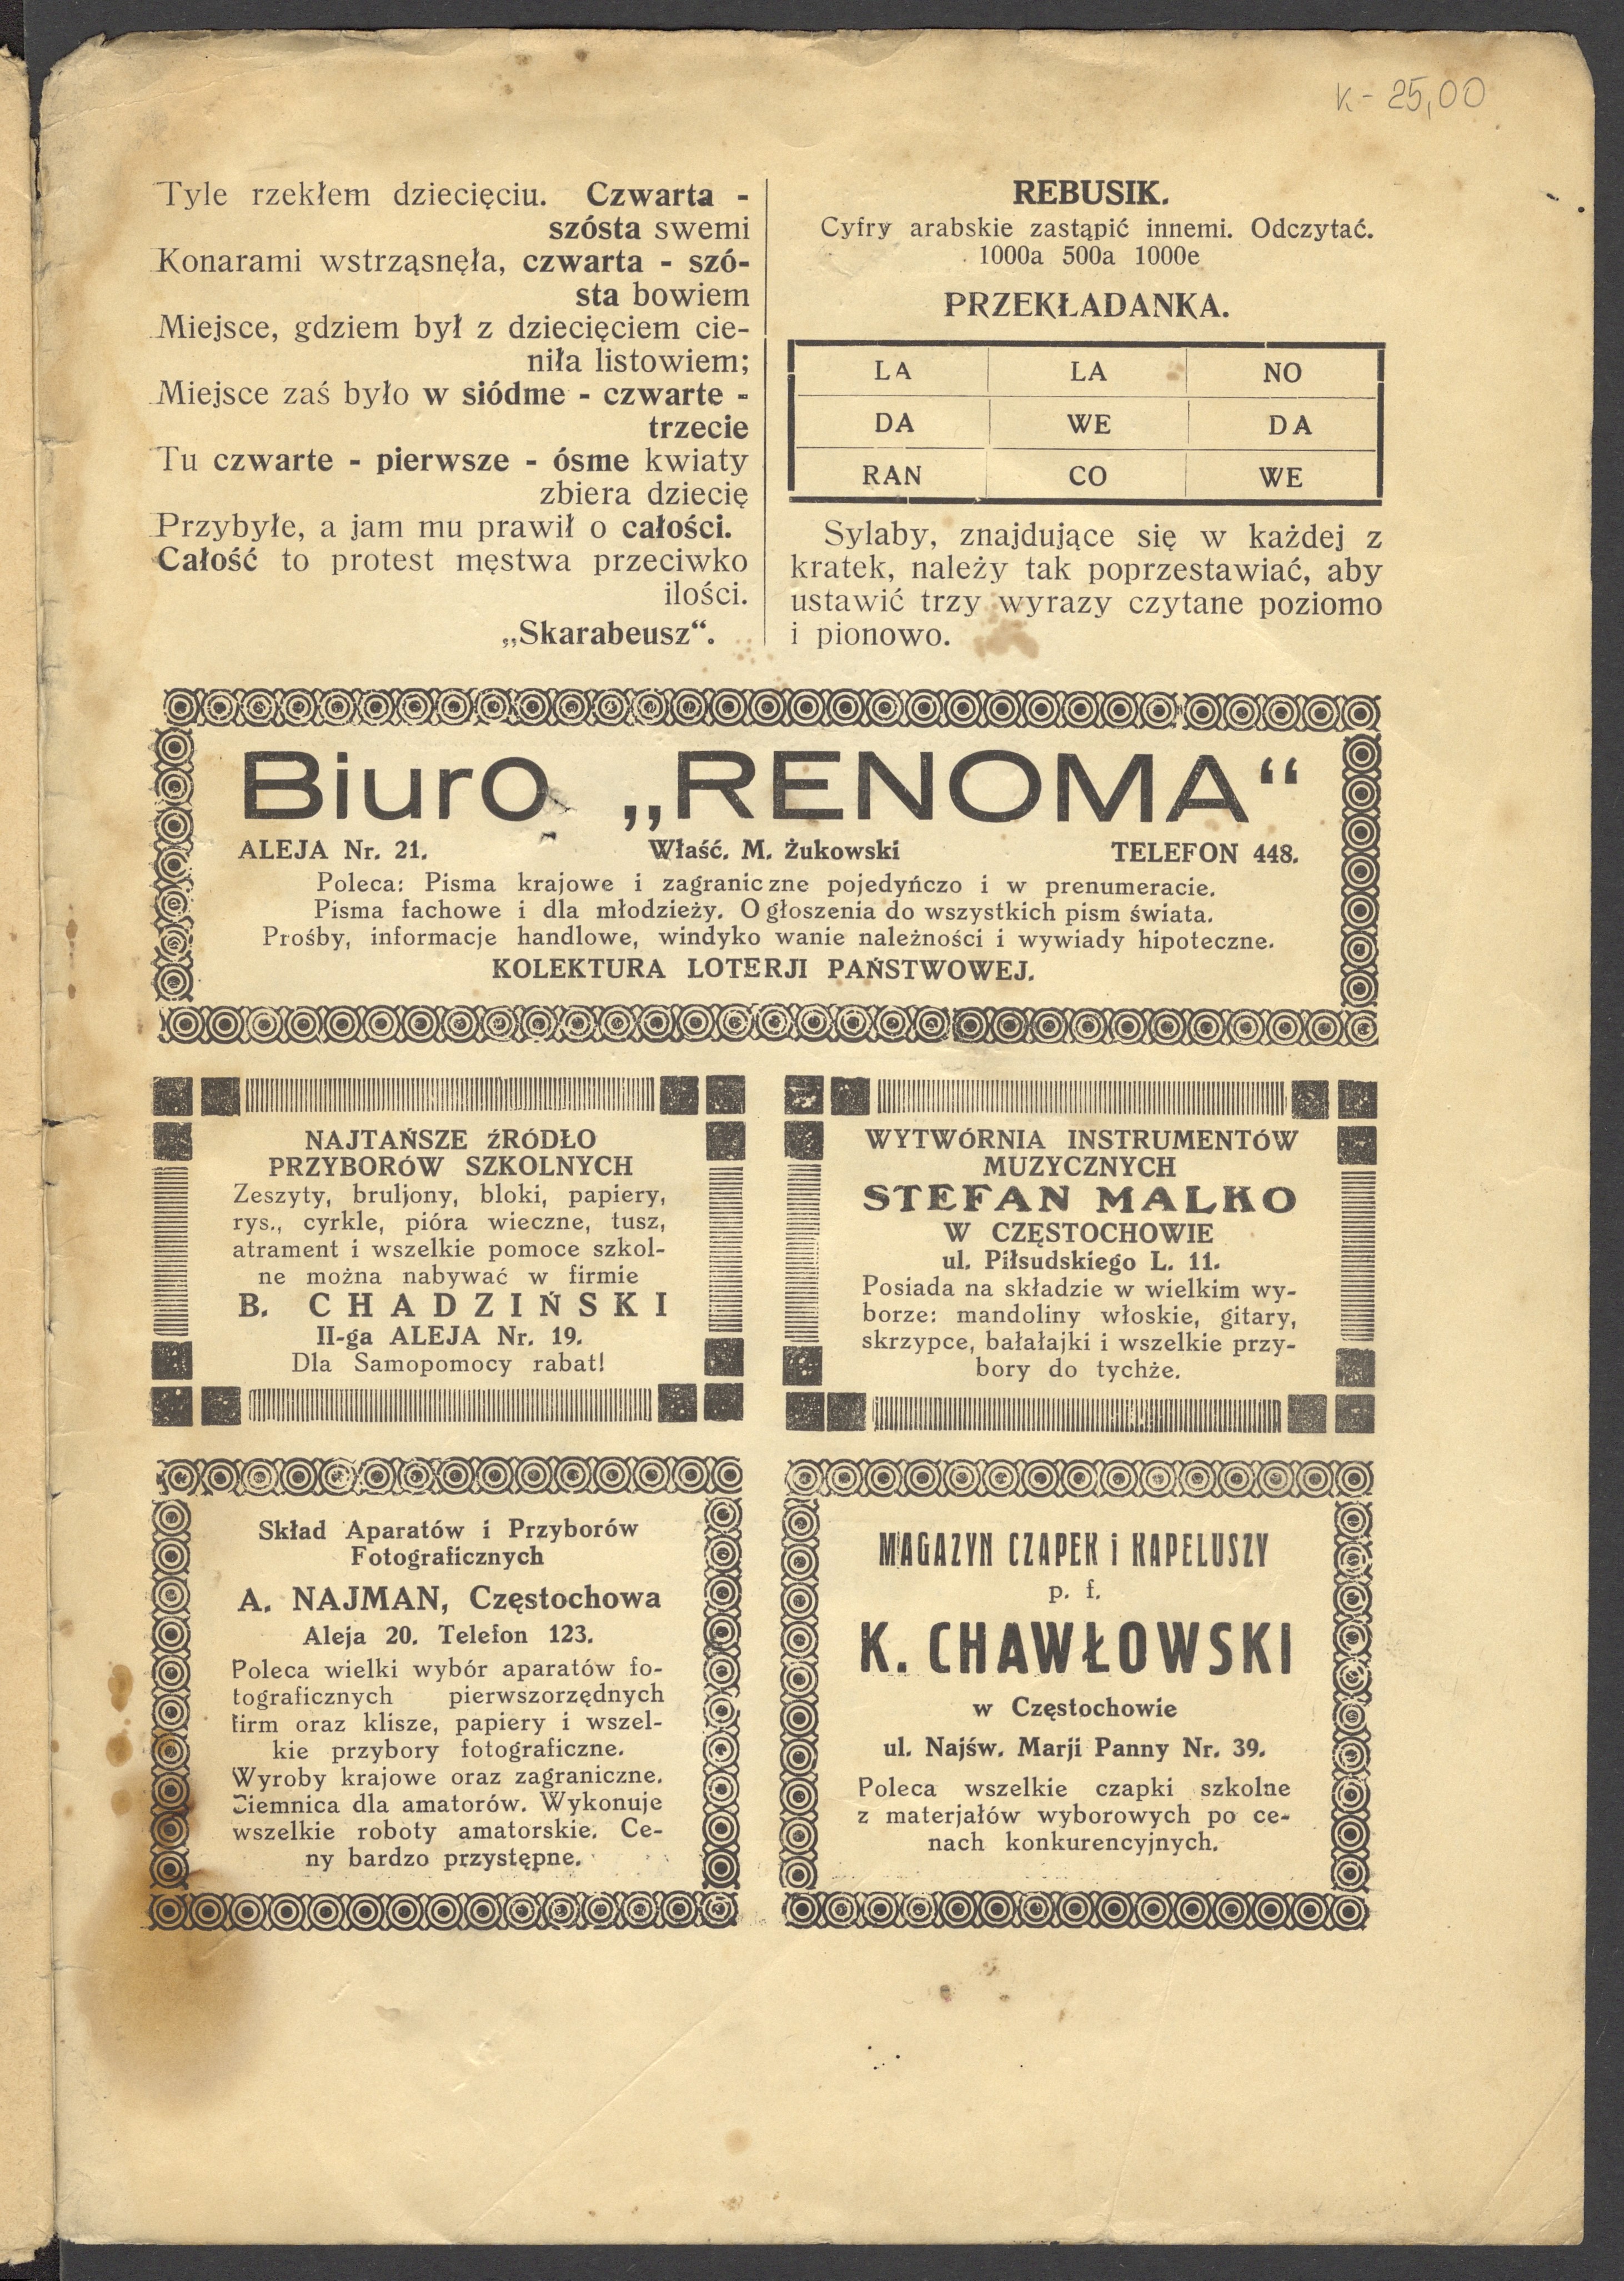 K - 25,00
Tyle rzekłem dziecięciu. Czwarta -
szósta swemi
Konarami wstrząsnęła, czwarta - szó-
sta bowiem
Miejsce, gdziem był z dziecięciem cie-
niła listowiem;
Miejsce zaś było w siódme - czwarte -
trzecie
Tu czwarte - pierwsze - ósme kwiaty
zbiera dziecię
Przybyłe, a jam mu prawił o całości.
Całość to protest męstwa przeciwko
ilości.
„Skarabeusz“.
REBUSIK.
Cyfry arabskie zastąpić innemi. Odczytać.
1000a 500a 1000e
PRZEKŁADANKA.
LA LA NO
DA WE DA
RAN CO WE
Sylaby, znajdujące się w każdej z
kratek, należy tak poprzestawiać, aby
ustawić trzy wyrazy czytane poziomo
i pionowo.
Biuro „RENOMA“
ALEJA Nr. 21. Właść. M. Żukowski TELEFON 448.
Poleca: Pisma krajowe i zagraniczne pojedyńczo i w prenumeracie.
Pisma fachowe i dla młodzieży. Ogłoszenia do wszystkich pism świata.
Prośby, informacje handlowe, windyko wanie należności i wywiady hipoteczne.
KOLEKTURA LOTERJI PAŃSTWOWEJ.
NAJTAŃSZE ŹRÓDŁO
PRZYBORÓW SZKOLNYCH
Zeszyty, bruljony, bloki, papiery,
rys., cyrkle, pióra wieczne, tusz,
atrament i wszelkie pomoce szkol-
ne można nabywać w firmie
B. CHADZIŃSKI
II-ga ALEJA Nr. 19.
Dla Samopomocy rabat!
WYTWÓRNIA INSTRUMENTÓW
MUZYCZNYCH
STEFAN MALKO
W CZĘSTOCHOWIE
ul. Piłsudskiego L. 11.
Posiada na składzie w wielkim wy-
borze: mandoliny włoskie, gitary,
skrzypce, bałałajki i wszelkie przy-
bory do tychże.
Skład Aparatów i Przyborów
Fotograficznych
A. NAJMAN, Częstochowa
Aleja 20. Telefon 123.
Poleca wielki wybór aparatów fo-
tograficznych pierwszorzędnych
firm oraz klisze, papiery i wszel-
kie przybory fotograficzne.
Wyroby krajowe oraz zagraniczne.
Ciemnica dla amatorów. Wykonuje
wszelkie roboty amatorskie. Ce-
ny bardzo przystępne.
MAGAZYN CZAPEK i KAPELUSZY
p. f.
K. CHAWŁOWSKI
w Częstochowie
ul. Najśw. Marji Panny Nr. 39.
Poleca wszelkie czapki szkolne
z materjałów wyborowych po ce-
nach konkurencyjnych.